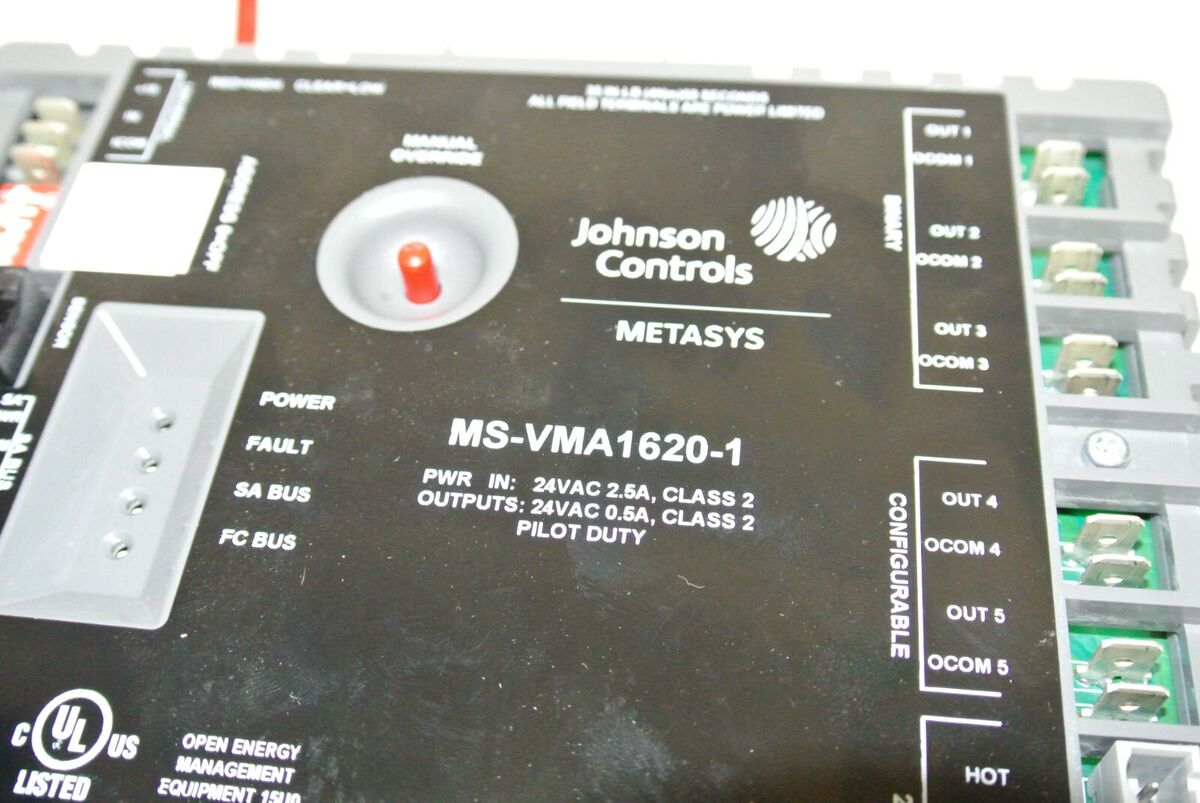 ALL FIELD TERMINALS ARE POWER LIMITED
MANUAL
OVERRIDE
Johnson
Controls
METASYS
MS-VMA1620-1
PWR IN: 24VAC 2.5A, CLASS 2
OUTPUTS: 24VAC 0.5A, CLASS 2
PILOT DUTY
POWER
FAULT
SA BUS
FC BUS
C UL US
LISTED
OPEN ENERGY
MANAGEMENT
EQUIPMENT 15U0
BINARY
OUT 1
OCOM 1
OUT 2
OCOM 2
OUT 3
OCOM 3
CONFIGURABLE
OUT 4
OCOM 4
OUT 5
OCOM 5
HOT